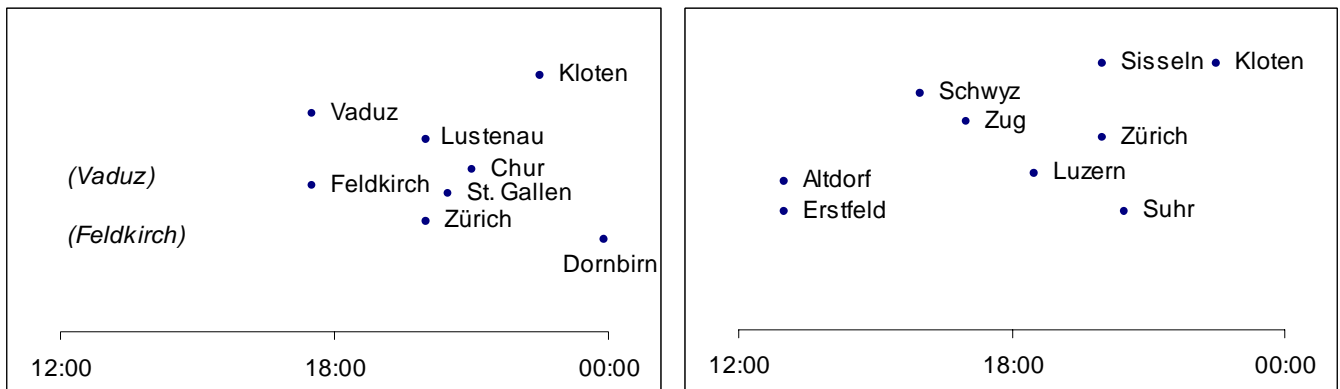 Kloten
Vaduz
Lustenau
Chur
(Vaduz)
Feldkirch
St. Gallen
Zürich
(Feldkirch)
Dornbirn
12:00
18:00
00:00
Sisseln
Kloten
Schwyz
Zug
Zürich
Luzern
Altdorf
Erstfeld
Suhr
12:00
18:00
00:00